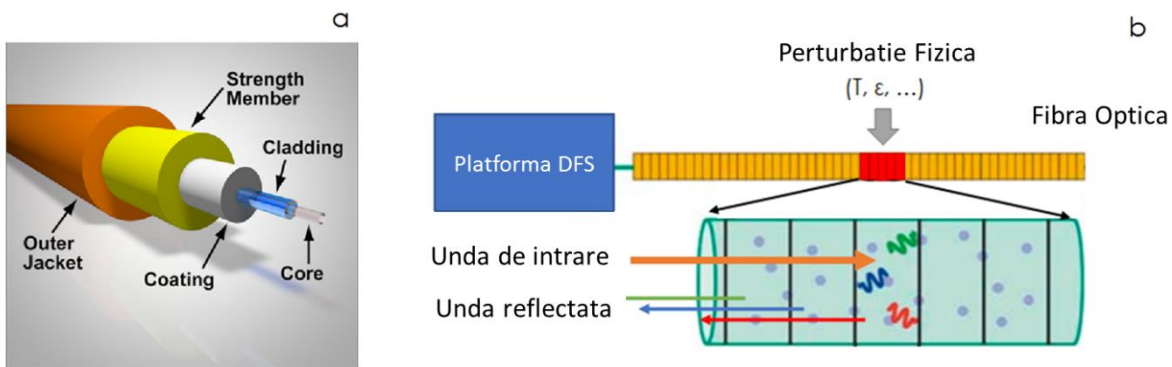 a
Strength
Member
Cladding
Outer
Jacket
Coating
Core
b
Perturbatie Fizica
(T, ε, ...)
Fibra Optica
Platforma DFS
Unda de intrare
Unda reflectata